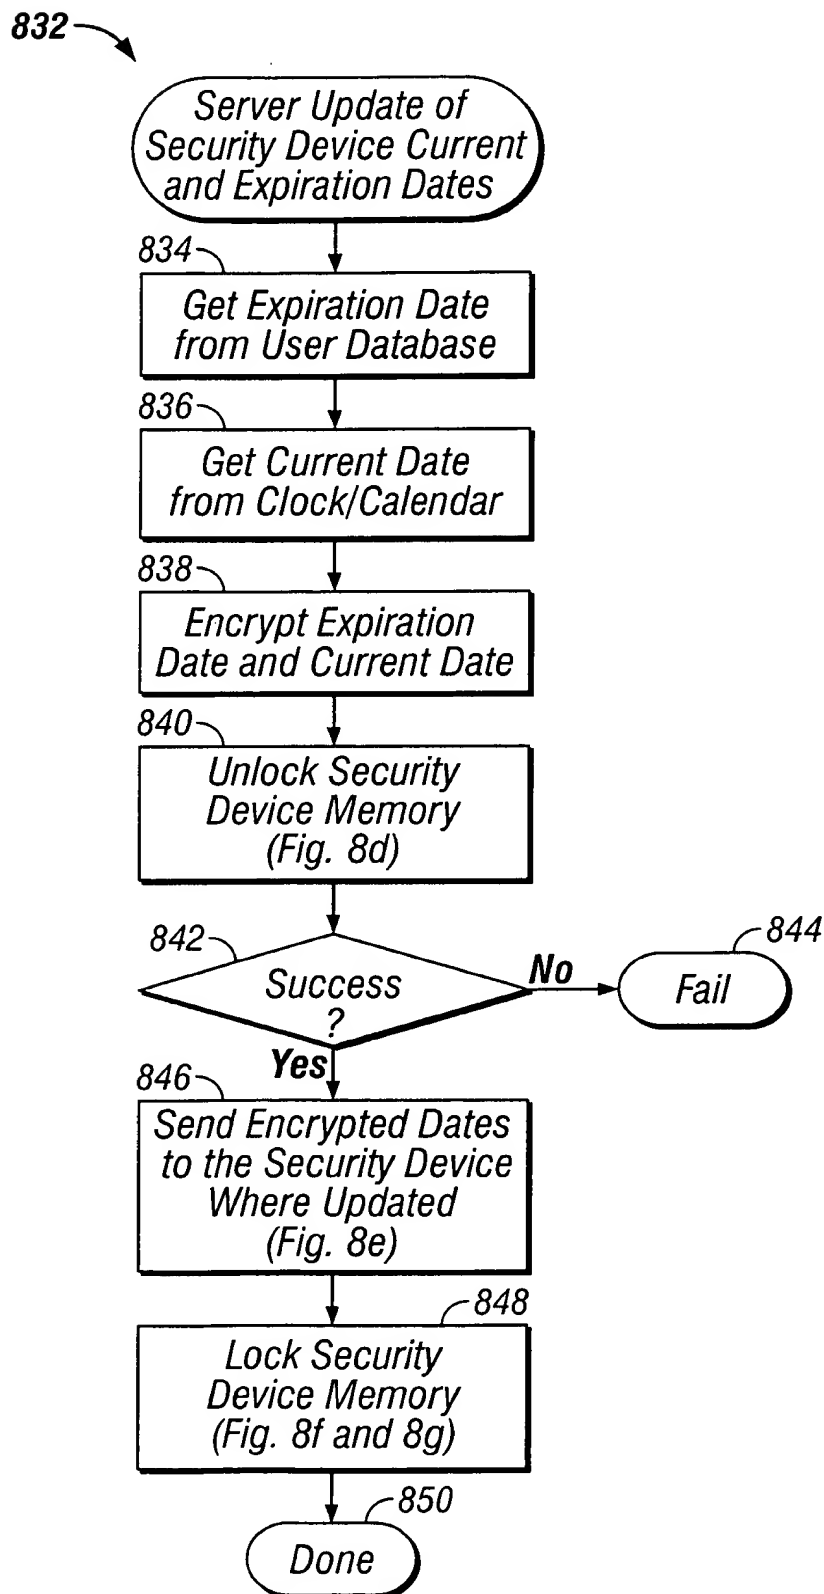 832
Server Update of
Security Device Current
and Expiration Dates
834
Get Expiration Date
from User Database
836
Get Current Date
from Clock/Calendar
838
Encrypt Expiration
Date and Current Date
840
Unlock Security
Device Memory
(Fig. 8d)
842
Success
?
No
844
Fail
Yes
846
Send Encrypted Dates
to the Security Device
Where Updated
(Fig. 8e)
848
Lock Security
Device Memory
(Fig. 8f and 8g)
850
Done